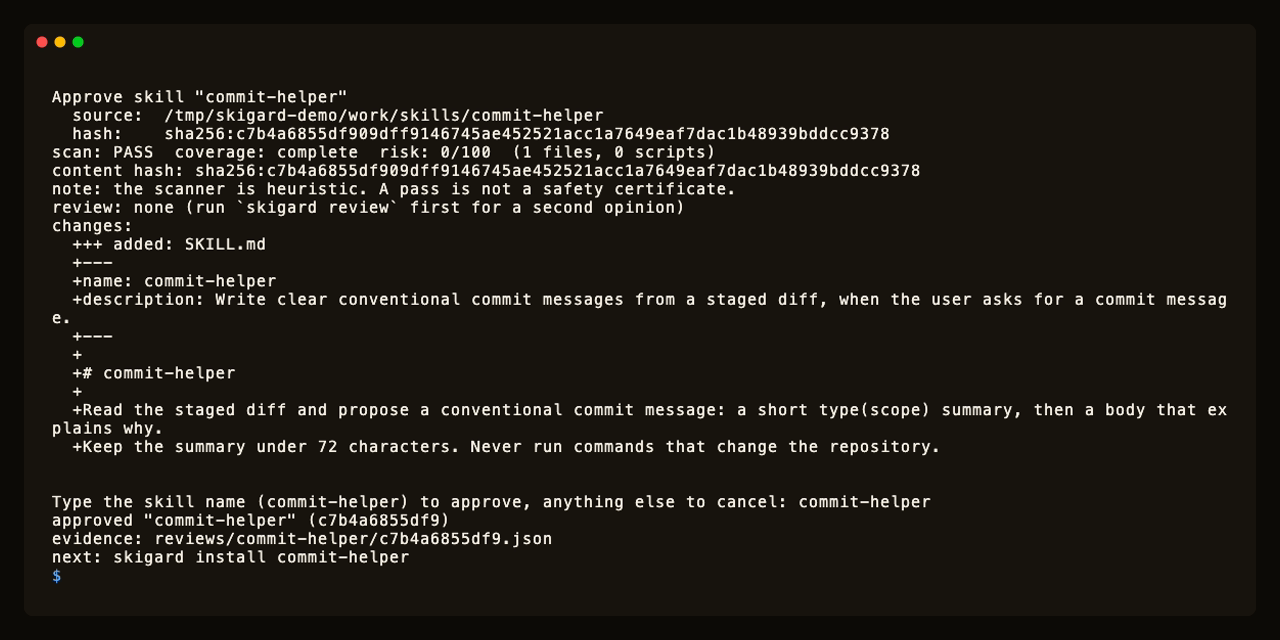 Approve skill "commit-helper"
  source:  /tmp/skigard-demo/work/skills/commit-helper
  hash:    sha256:c7b4a6855df909dff9146745ae452521acc1a7649eaf7dac1b48939bddcc9378
scan: PASS  coverage: complete  risk: 0/100  (1 files, 0 scripts)
content hash: sha256:c7b4a6855df909dff9146745ae452521acc1a7649eaf7dac1b48939bddcc9378
note: the scanner is heuristic. A pass is not a safety certificate.
review: none (run `skigard review` first for a second opinion)
changes:
  +++ added: SKILL.md
  +---
  +name: commit-helper
  +description: Write clear conventional commit messages from a staged diff, when the user asks for a commit messag
e.
  +---
  +
  +# commit-helper
  +
  +Read the staged diff and propose a conventional commit message: a short type(scope) summary, then a body that ex
plains why.
  +Keep the summary under 72 characters. Never run commands that change the repository.
Type the skill name (commit-helper) to approve, anything else to cancel: commit-helper
approved "commit-helper" (c7b4a6855df9)
evidence: reviews/commit-helper/c7b4a6855df9.json
next: skigard install commit-helper
$